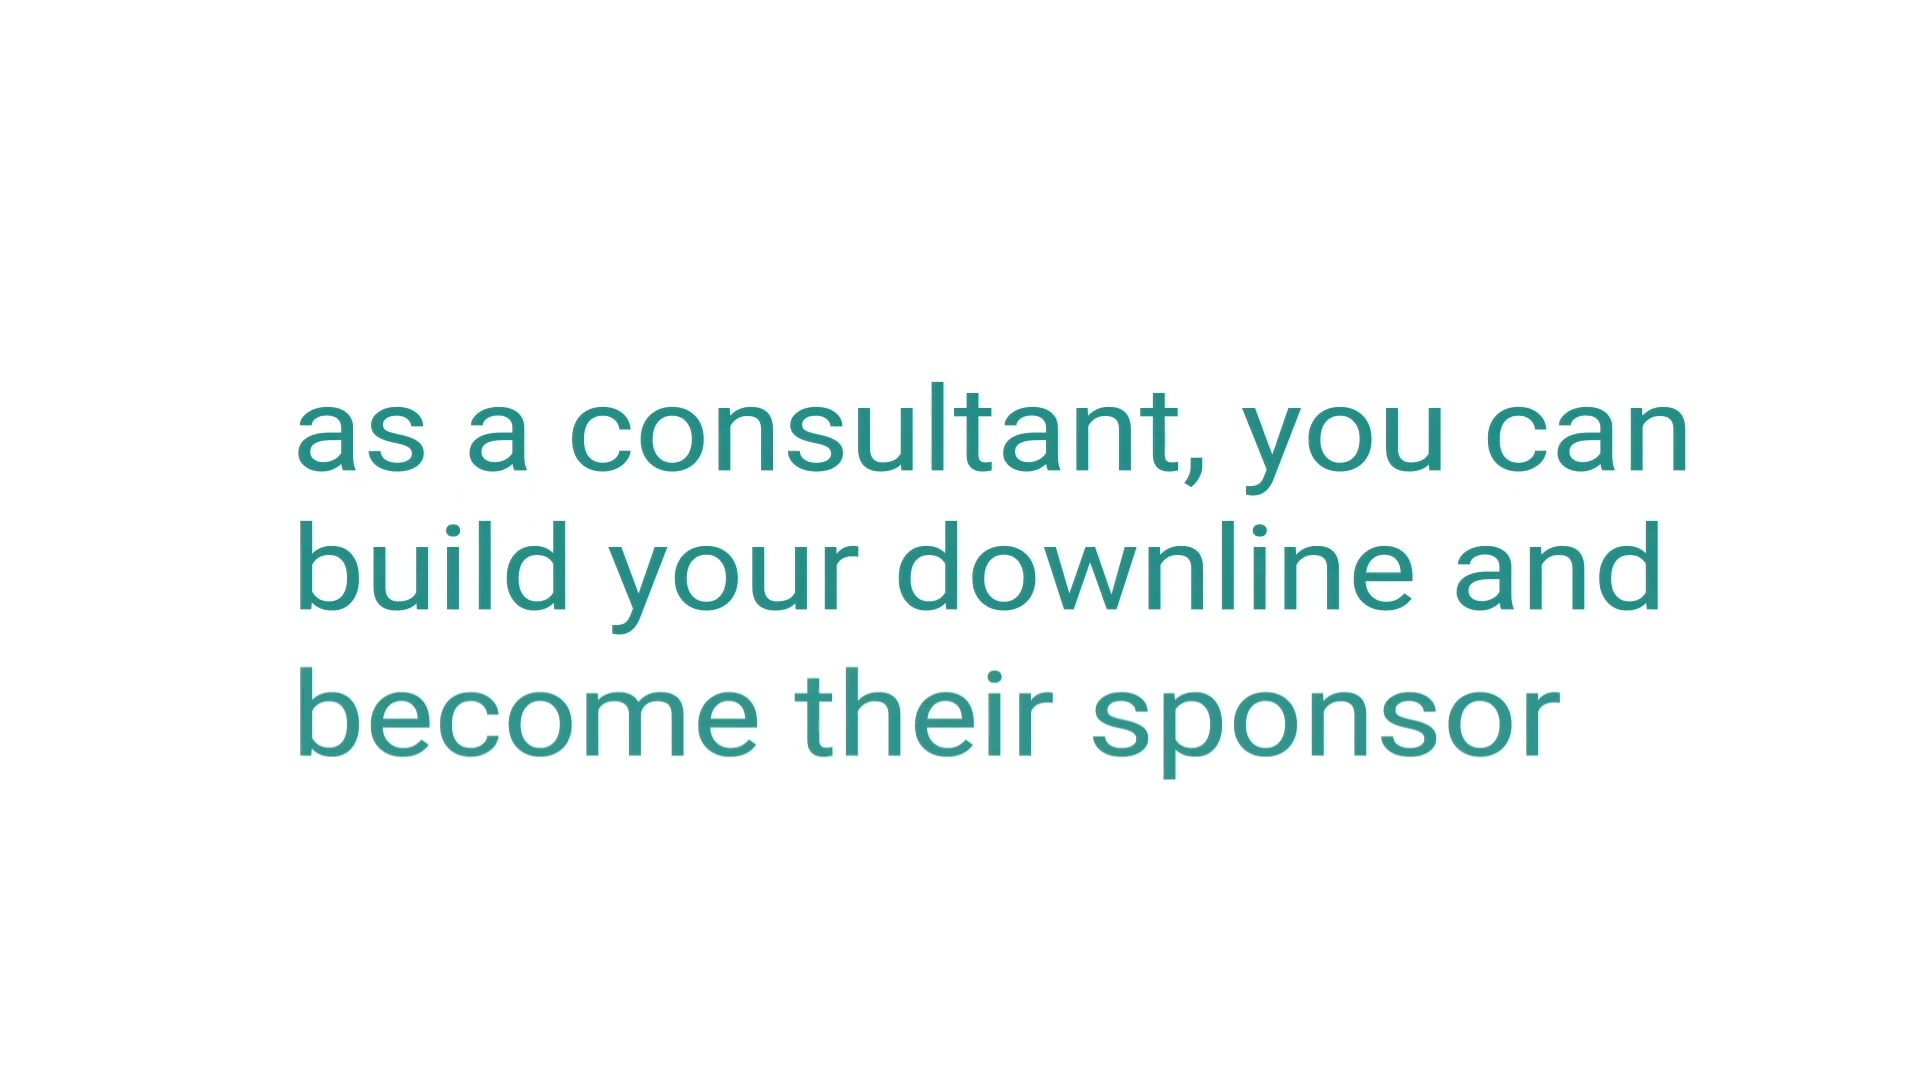 as a consultant, you can
build your downline and
become their sponsor